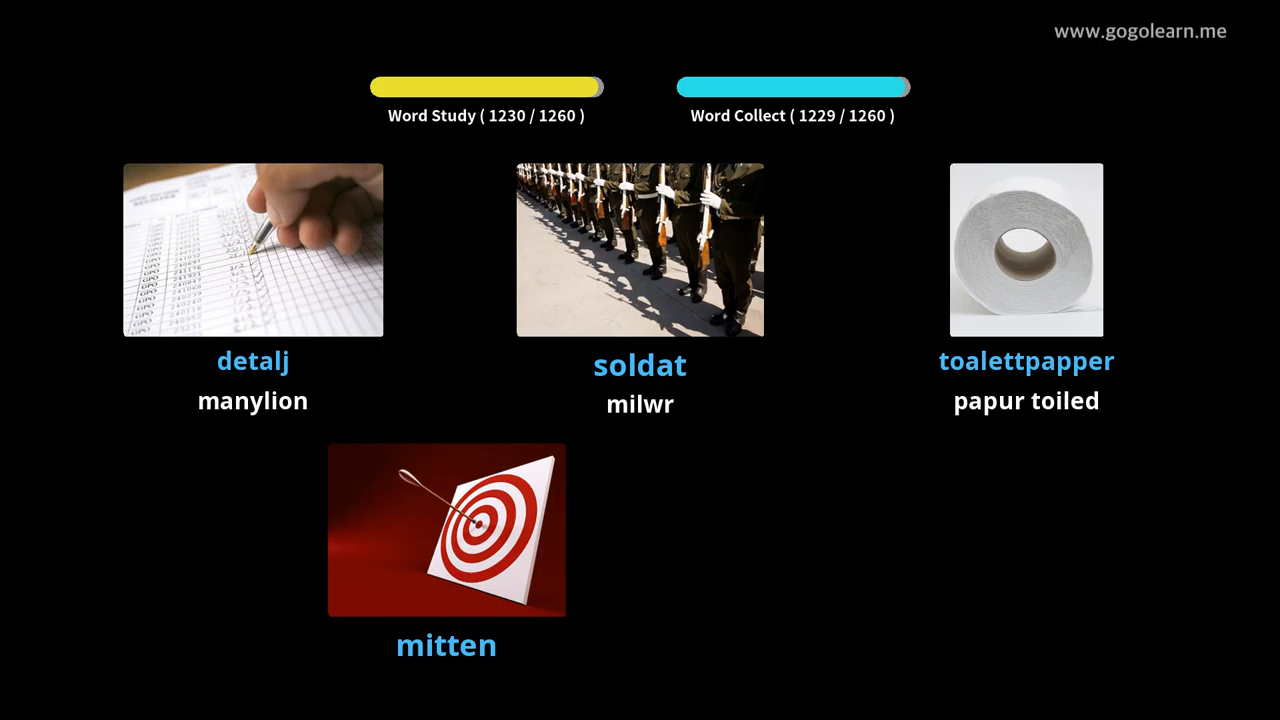 www.gogolearn.me
Word Study ( 1230 / 1260 )
Word Collect ( 1229 / 1260 )
detalj
manylion
soldat
milwr
toalettpapper
papur toiled
mitten